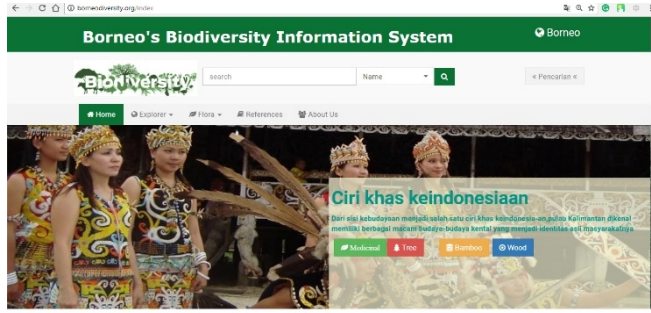 borneodiversity.org/index
Borneo's Biodiversity Information System
Borneo
BiodiverSity
search
Name
« Pencarian «
Home
Explorer
Flora
References
About Us
Ciri khas keindonesiaan
Dari sisi kebudayaan menjadi salah satu ciri khas keindonesia-an,pulau Kalimantan dikenal
memiliki berbagai macam budaya-budaya kental yang menjadi identitas asli masyarakatnya
Medicinal
Tree
Bamboo
Wood